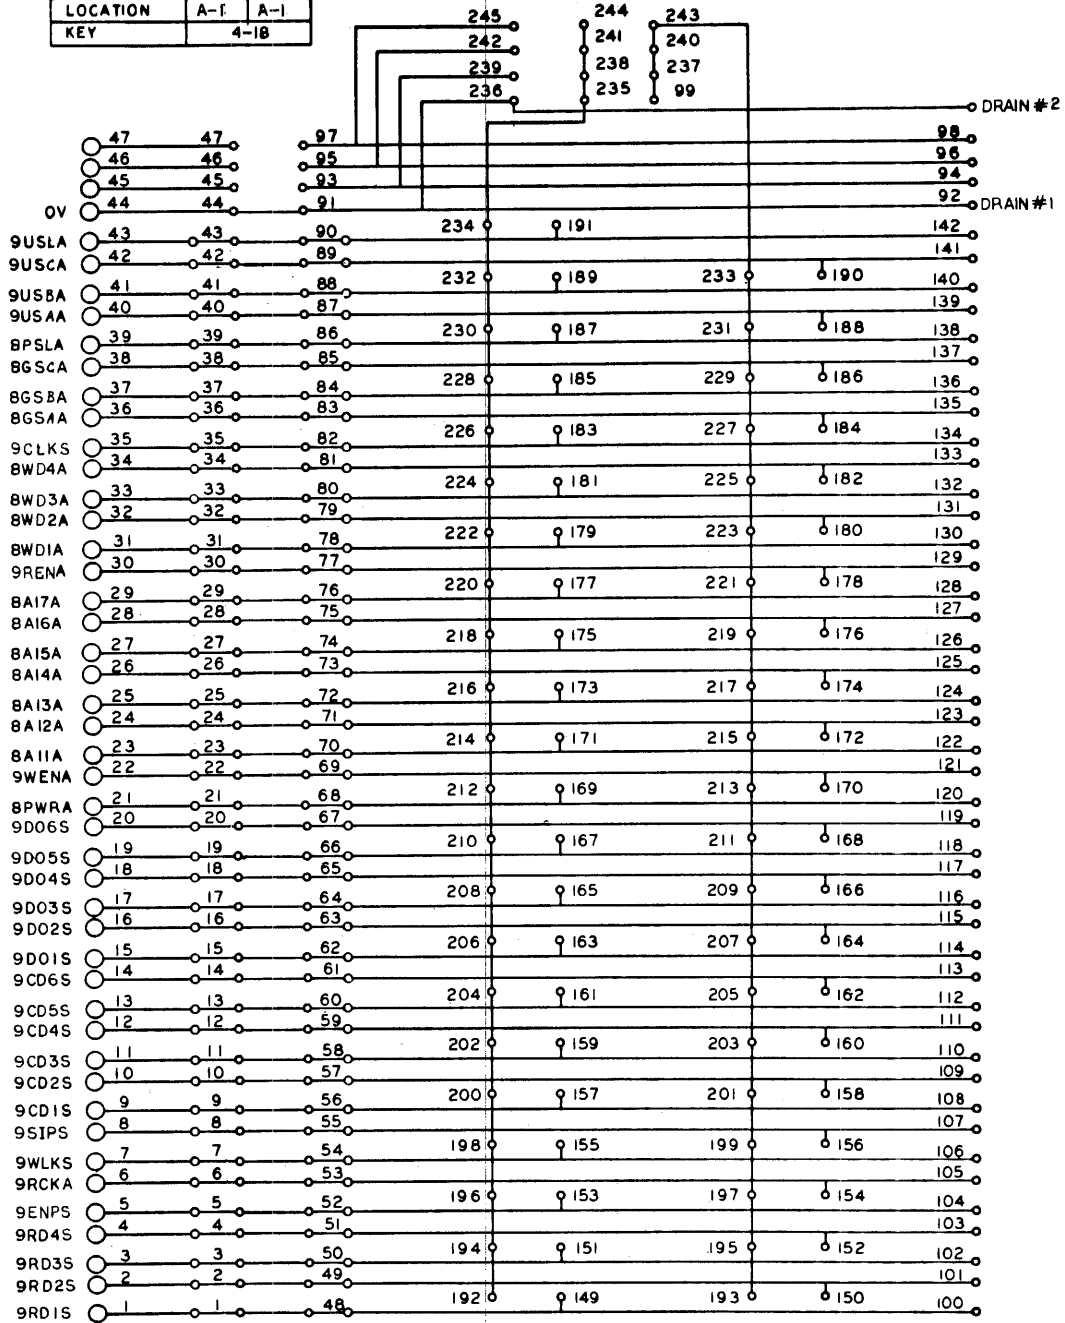 LOCATION A-1 A-1
KEY 4-18
245 244 243
242 241 240
239 238 237
236 235 99
DRAIN #2
47 47 97 98
46 46 95 96
45 45 93 94
0V 44 44 91 92 DRAIN #1
9USLA 43 43 90 234 191 142
9USCA 42 42 89 141
9USBA 41 41 88 232 189 233 190 140
9USAA 40 40 87 139
8PSLA 39 39 86 230 187 231 188 138
8GSCA 38 38 85 137
8GSBA 37 37 84 228 185 229 186 136
8GSAA 36 36 83 135
9CLKS 35 35 82 226 183 227 184 134
8WD4A 34 34 81 133
8WD3A 33 33 80 224 181 225 182 132
8WD2A 32 32 79 131
8WD1A 31 31 78 222 179 223 180 130
9RENA 30 30 77 129
8A17A 29 29 76 220 177 221 178 128
8A16A 28 28 75 127
8A15A 27 27 74 218 175 219 176 126
8A14A 26 26 73 125
8A13A 25 25 72 216 173 217 174 124
8A12A 24 24 71 123
8A11A 23 23 70 214 171 215 172 122
9WENA 22 22 69 121
8PWRA 21 21 68 212 169 213 170 120
9DO6S 20 20 67 119
9DO5S 19 19 66 210 167 211 168 118
9DO4S 18 18 65 117
9DO3S 17 17 64 208 165 209 166 116
9DO2S 16 16 63 115
9DO1S 15 15 62 206 163 207 164 114
9CD6S 14 14 61 113
9CD5S 13 13 60 204 161 205 162 112
9CD4S 12 12 59 111
9CD3S 11 11 58 202 159 203 160 110
9CD2S 10 10 57 109
9CD1S 9 9 56 200 157 201 158 108
9SIPS 8 8 55 107
9WLKS 7 7 54 198 155 199 156 106
9RCKA 6 6 53 105
9ENPS 5 5 52 196 153 197 154 104
9RD4S 4 4 51 103
9RD3S 3 3 50 194 151 195 152 102
9RD2S 2 2 49 101
9RD1S 1 1 48 192 149 193 150 100